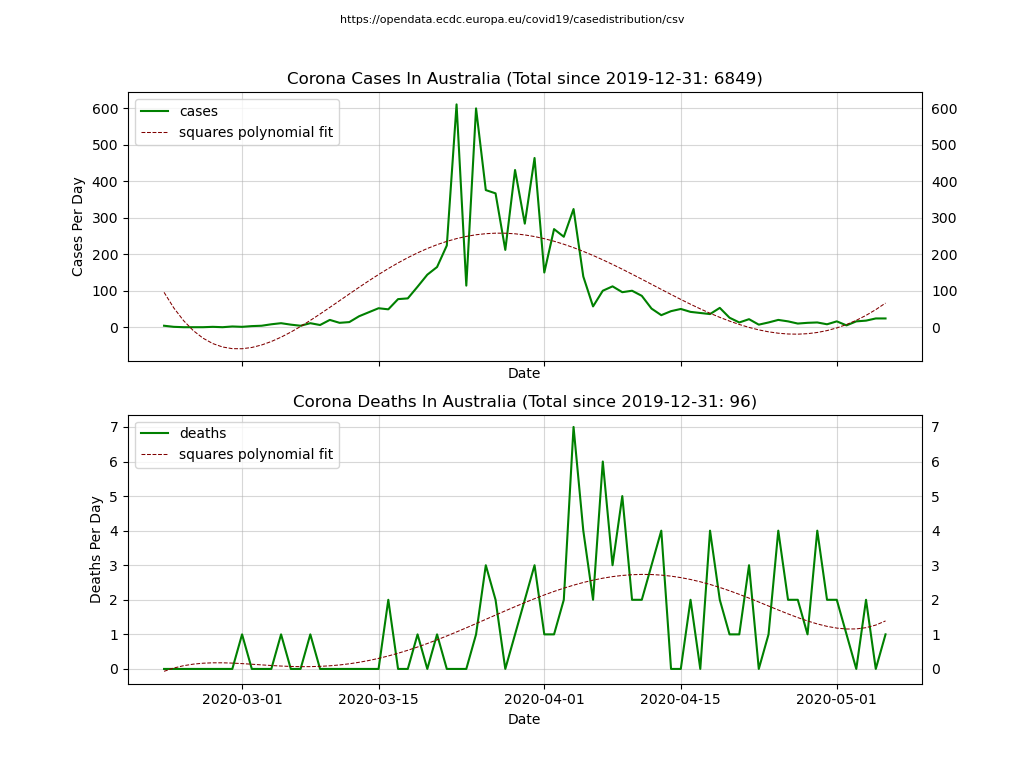 https://opendata.ecdc.europa.eu/covid19/casedistribution/csv
Corona Cases In Australia (Total since 2019-12-31: 6849)
cases
squares polynomial fit
Cases Per Day
600
500
400
300
200
100
0
600
500
400
300
200
100
0
Date
Corona Deaths In Australia (Total since 2019-12-31: 96)
deaths
squares polynomial fit
Deaths Per Day
7
6
5
4
3
2
1
0
7
6
5
4
3
2
1
0
2020-03-01 2020-03-15 2020-04-01 2020-04-15 2020-05-01
Date